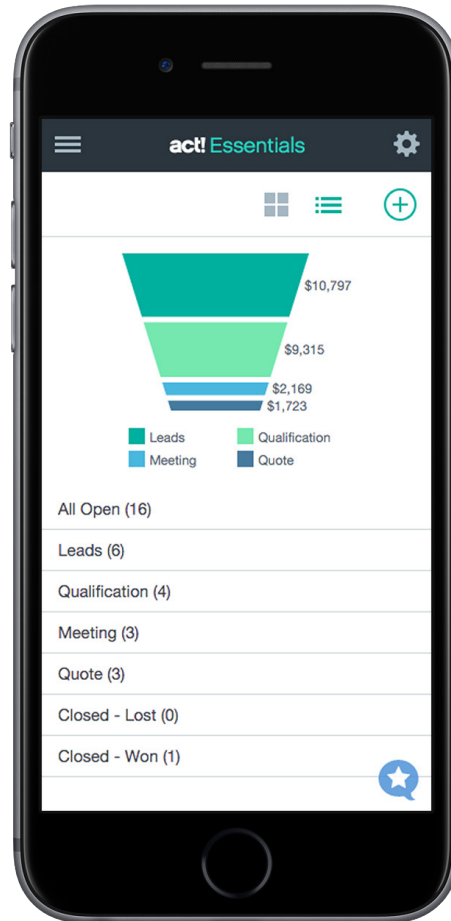 act! Essentials
$10,797
$9,315
$2,169
$1,723
Leads
Qualification
Meeting
Quote
All Open (16)
Leads (6)
Qualification (4)
Meeting (3)
Quote (3)
Closed - Lost (0)
Closed - Won (1)